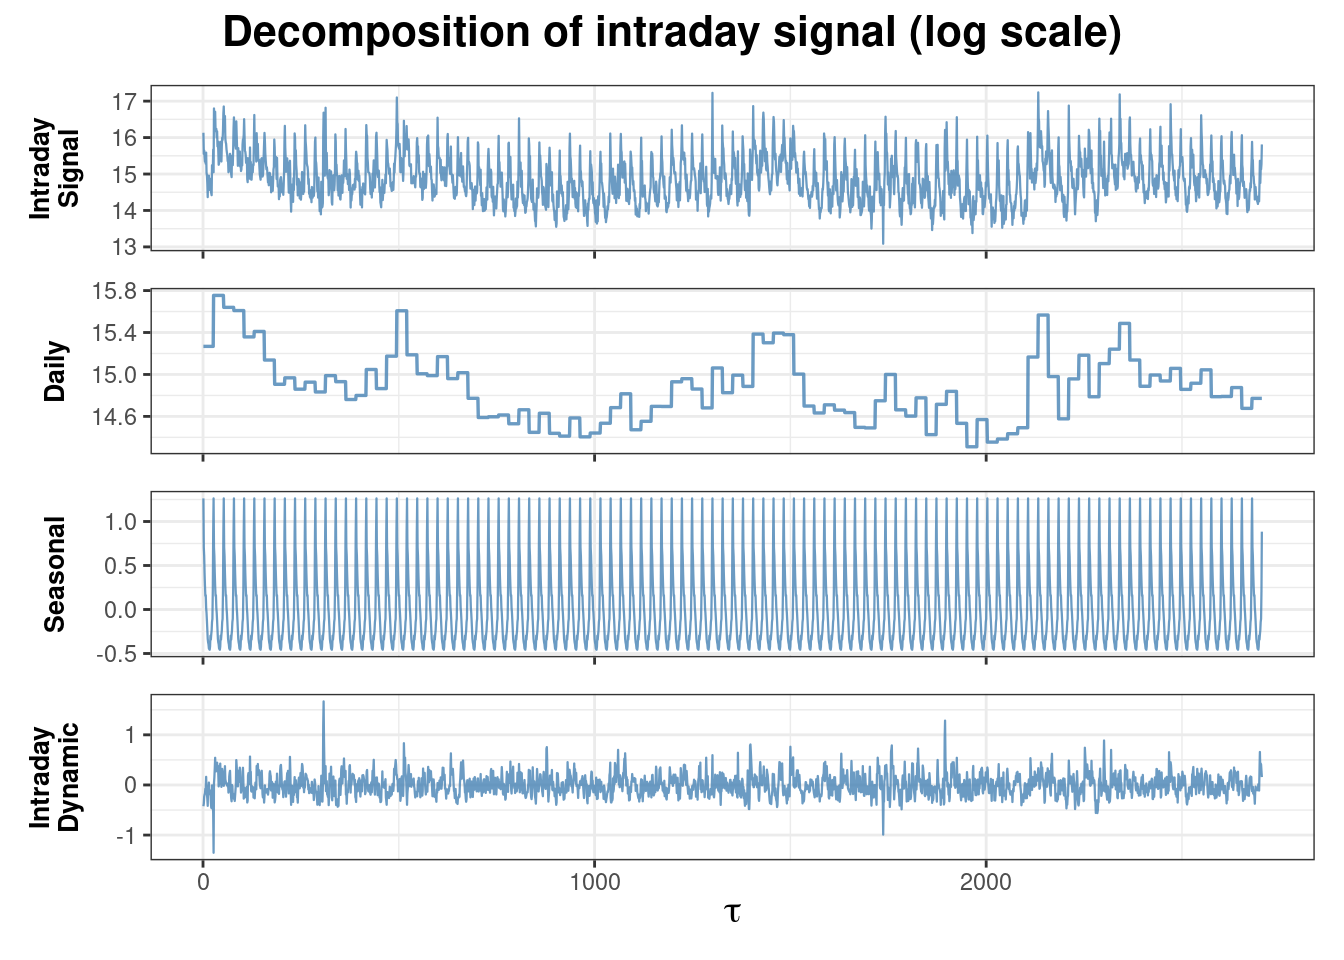 Decomposition of intraday signal (log scale)
Intraday
Signal
17
16
15
14
13
Daily
15.8
15.4
15.0
14.6
Seasonal
1.0
0.5
0.0
-0.5
Intraday
Dynamic
1
0
-1
0 1000 2000
τ